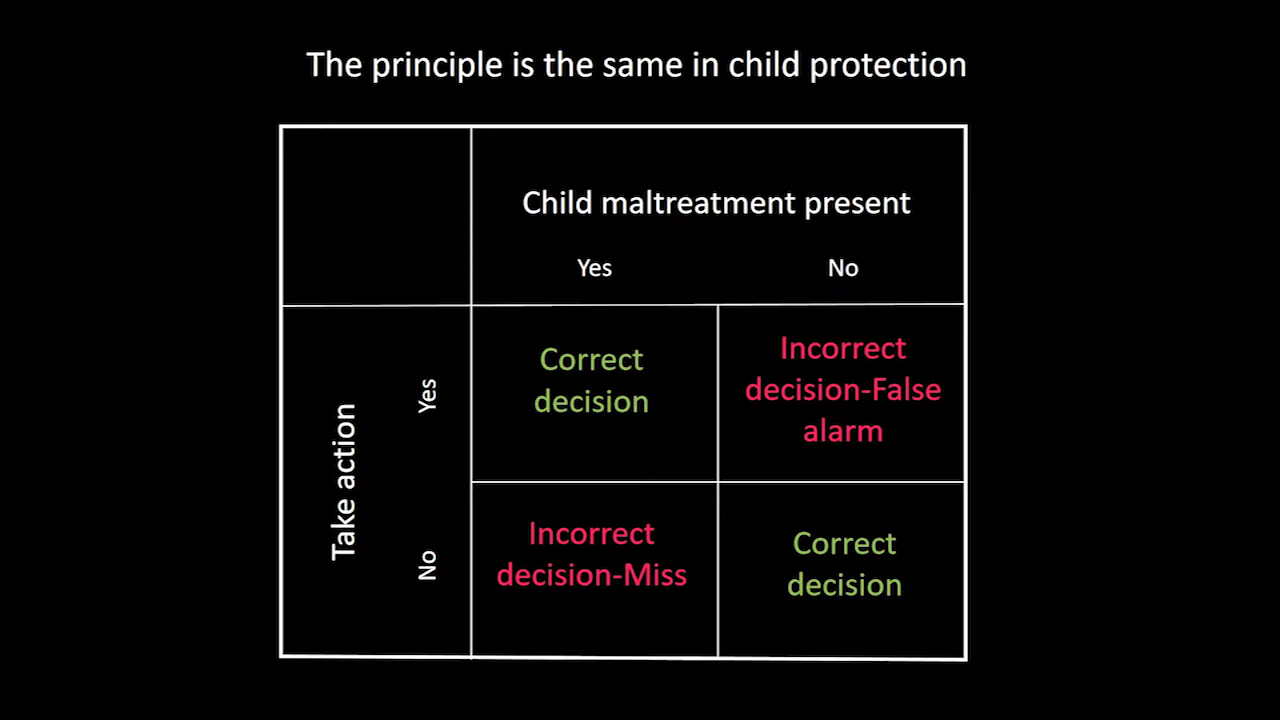 The principle is the same in child protection
Child maltreatment present
Yes
No
Take action
Yes
Correct
decision
Incorrect
decision-False
alarm
No
Incorrect
decision-Miss
Correct
decision